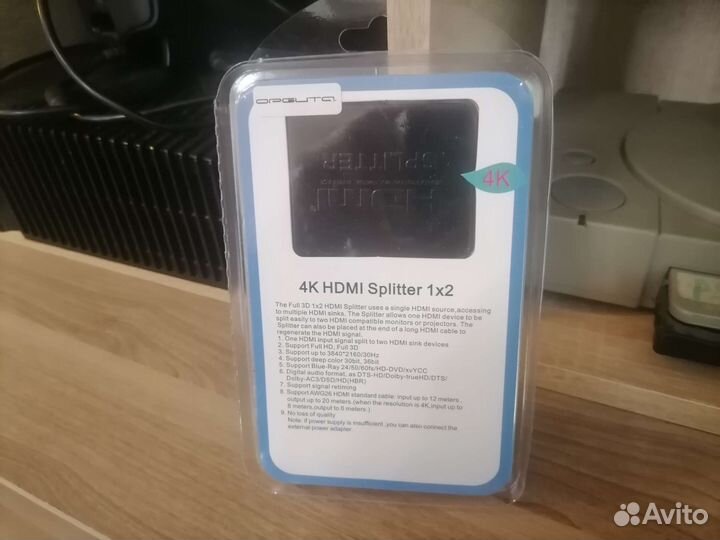 ORGUTA
HDMI
SPLITTER
4K
4K HDMI Splitter 1x2
The Full 3D 1x2 HDMI Splitter uses a single HDMI source,accessing
to multiple HDMI sinks. The Splitter allows one HDMI device to be
split easily to two HDMI compatible monitors or projectors. The
Splitter can also be placed at the end of a long HDMI cable to
regenerate the HDMI signal.
1. One HDMI input signal split to two HDMI sink devices
2. Support Full HD, Full 3D
3. Support up to 3840*2160/30Hz
4. Support deep color 30bit, 36bit
5. Support Blue-Ray 24/50/60fs/HD-DVD/xvYCC
6. Digital audio format, as DTS-HD/Dolby-trueHD/DTS/
Dolby-AC3/DSD/HD(HBR)
7. Support signal retiming
8. Support AWG26 HDMI standard cable: input up to 12 meters ,
output up to 20 meters.(when the resolution is 4K,input up to
8 meters,output to 6 meters.)
9. No loss of quality
Note: if power supply is insufficient ,you can also connect the
external power adapter.
Avito